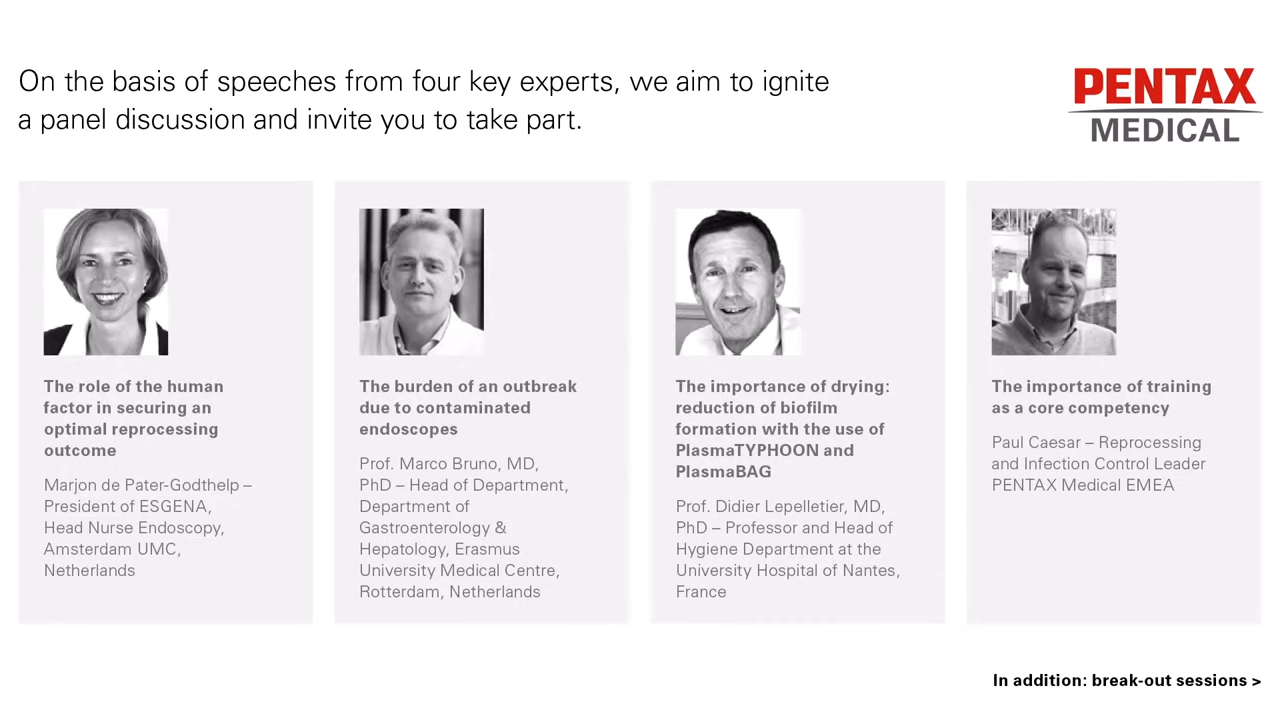 On the basis of speeches from four key experts, we aim to ignite
a panel discussion and invite you to take part.
PENTAX
MEDICAL
The role of the human
factor in securing an
optimal reprocessing
outcome
Marjon de Pater-Godthelp –
President of ESGENA,
Head Nurse Endoscopy,
Amsterdam UMC,
Netherlands
The burden of an outbreak
due to contaminated
endoscopes
Prof. Marco Bruno, MD,
PhD – Head of Department,
Department of
Gastroenterology &
Hepatology, Erasmus
University Medical Centre,
Rotterdam, Netherlands
The importance of drying:
reduction of biofilm
formation with the use of
PlasmaTYPHOON and
PlasmaBAG
Prof. Didier Lepelletier, MD,
PhD – Professor and Head of
Hygiene Department at the
University Hospital of Nantes,
France
The importance of training
as a core competency
Paul Caesar – Reprocessing
and Infection Control Leader
PENTAX Medical EMEA
In addition: break-out sessions >